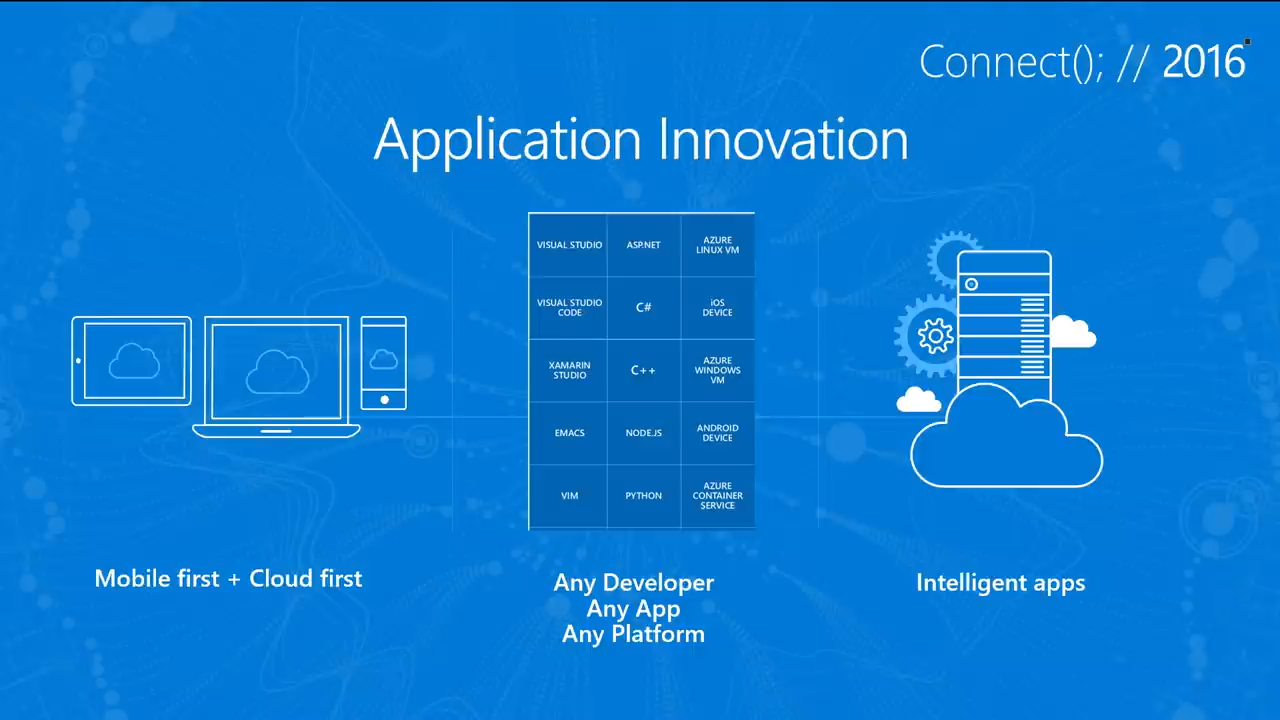 Connect(); // 2016
Application Innovation
VISUAL STUDIO
ASP.NET
AZURE
LINUX VM
VISUAL STUDIO
CODE
C#
iOS
DEVICE
XAMARIN
STUDIO
C++
AZURE
WINDOWS
VM
EMACS
NODE.JS
ANDROID
DEVICE
VIM
PYTHON
AZURE
CONTAINER
SERVICE
Mobile first + Cloud first
Any Developer
Any App
Any Platform
Intelligent apps